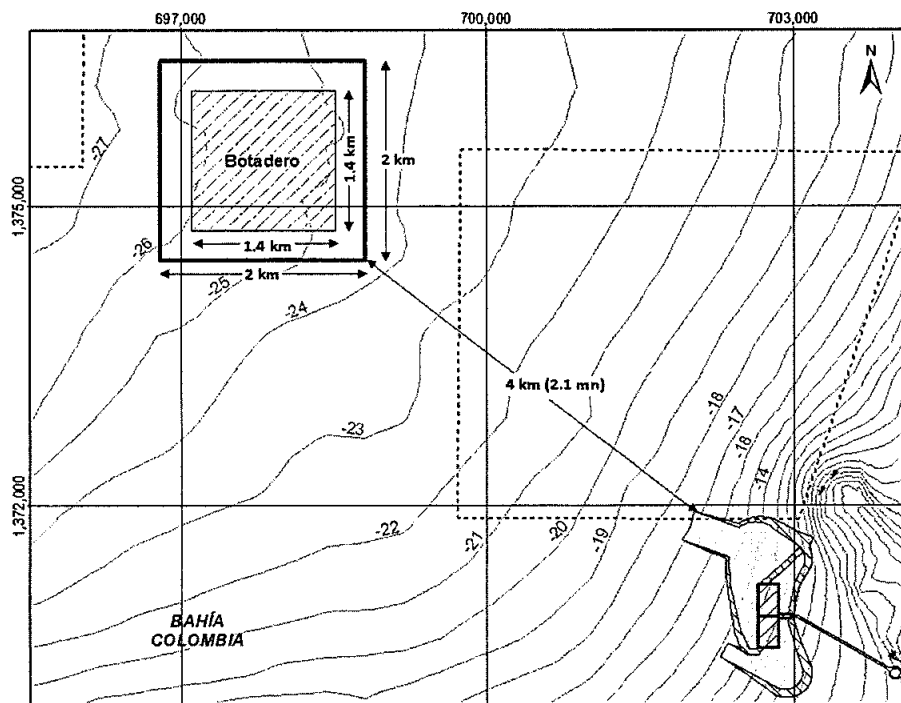 697,000
700,000
703,000
N
-27
Botadero
1.4 km
2 km
1,375,000
1.4 km
2 km
-26
-25
-24
4 km (2.1 mn)
-23
-18
-17
-18
-14
1,372,000
-22
-21
-20
-19
BAHÍA
COLOMBIA